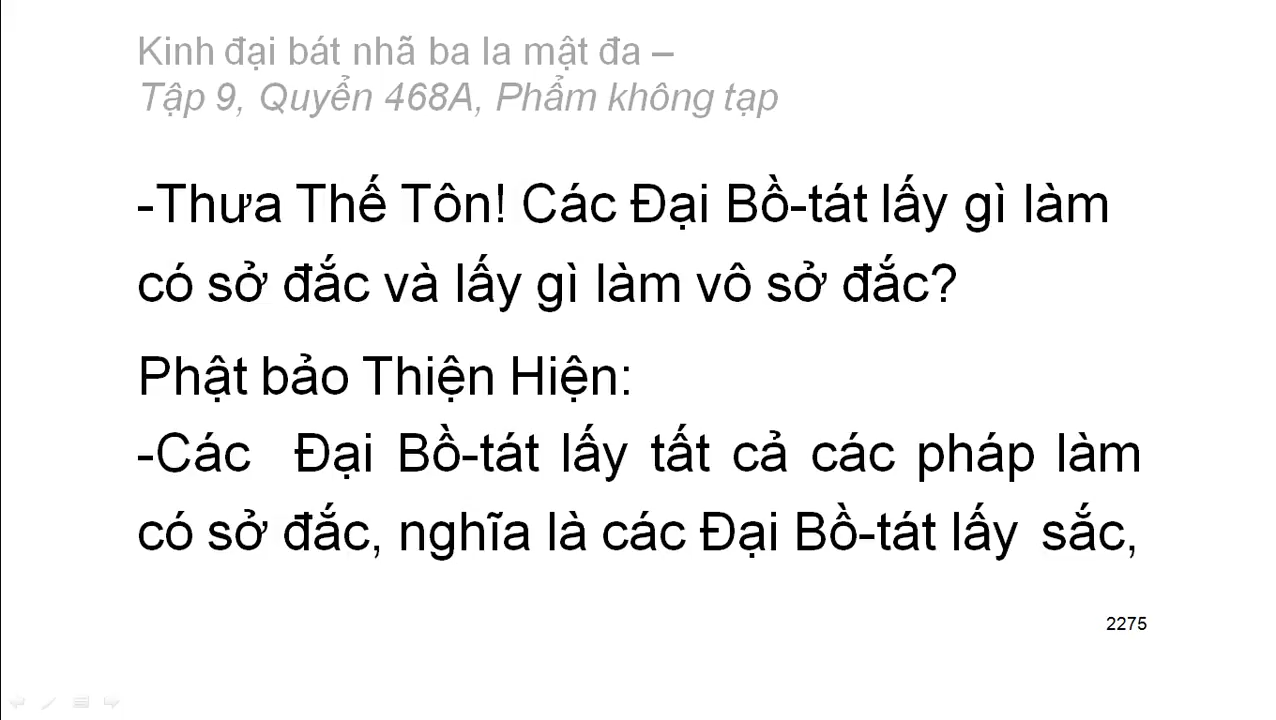 Kinh đại bát nhã ba la mật đa –
Tập 9, Quyển 468A, Phẩm không tạp
-Thưa Thế Tôn! Các Đại Bồ-tát lấy gì làm
có sở đắc và lấy gì làm vô sở đắc?
Phật bảo Thiện Hiện:
-Các Đại Bồ-tát lấy tất cả các pháp làm
có sở đắc, nghĩa là các Đại Bồ-tát lấy sắc,
2275